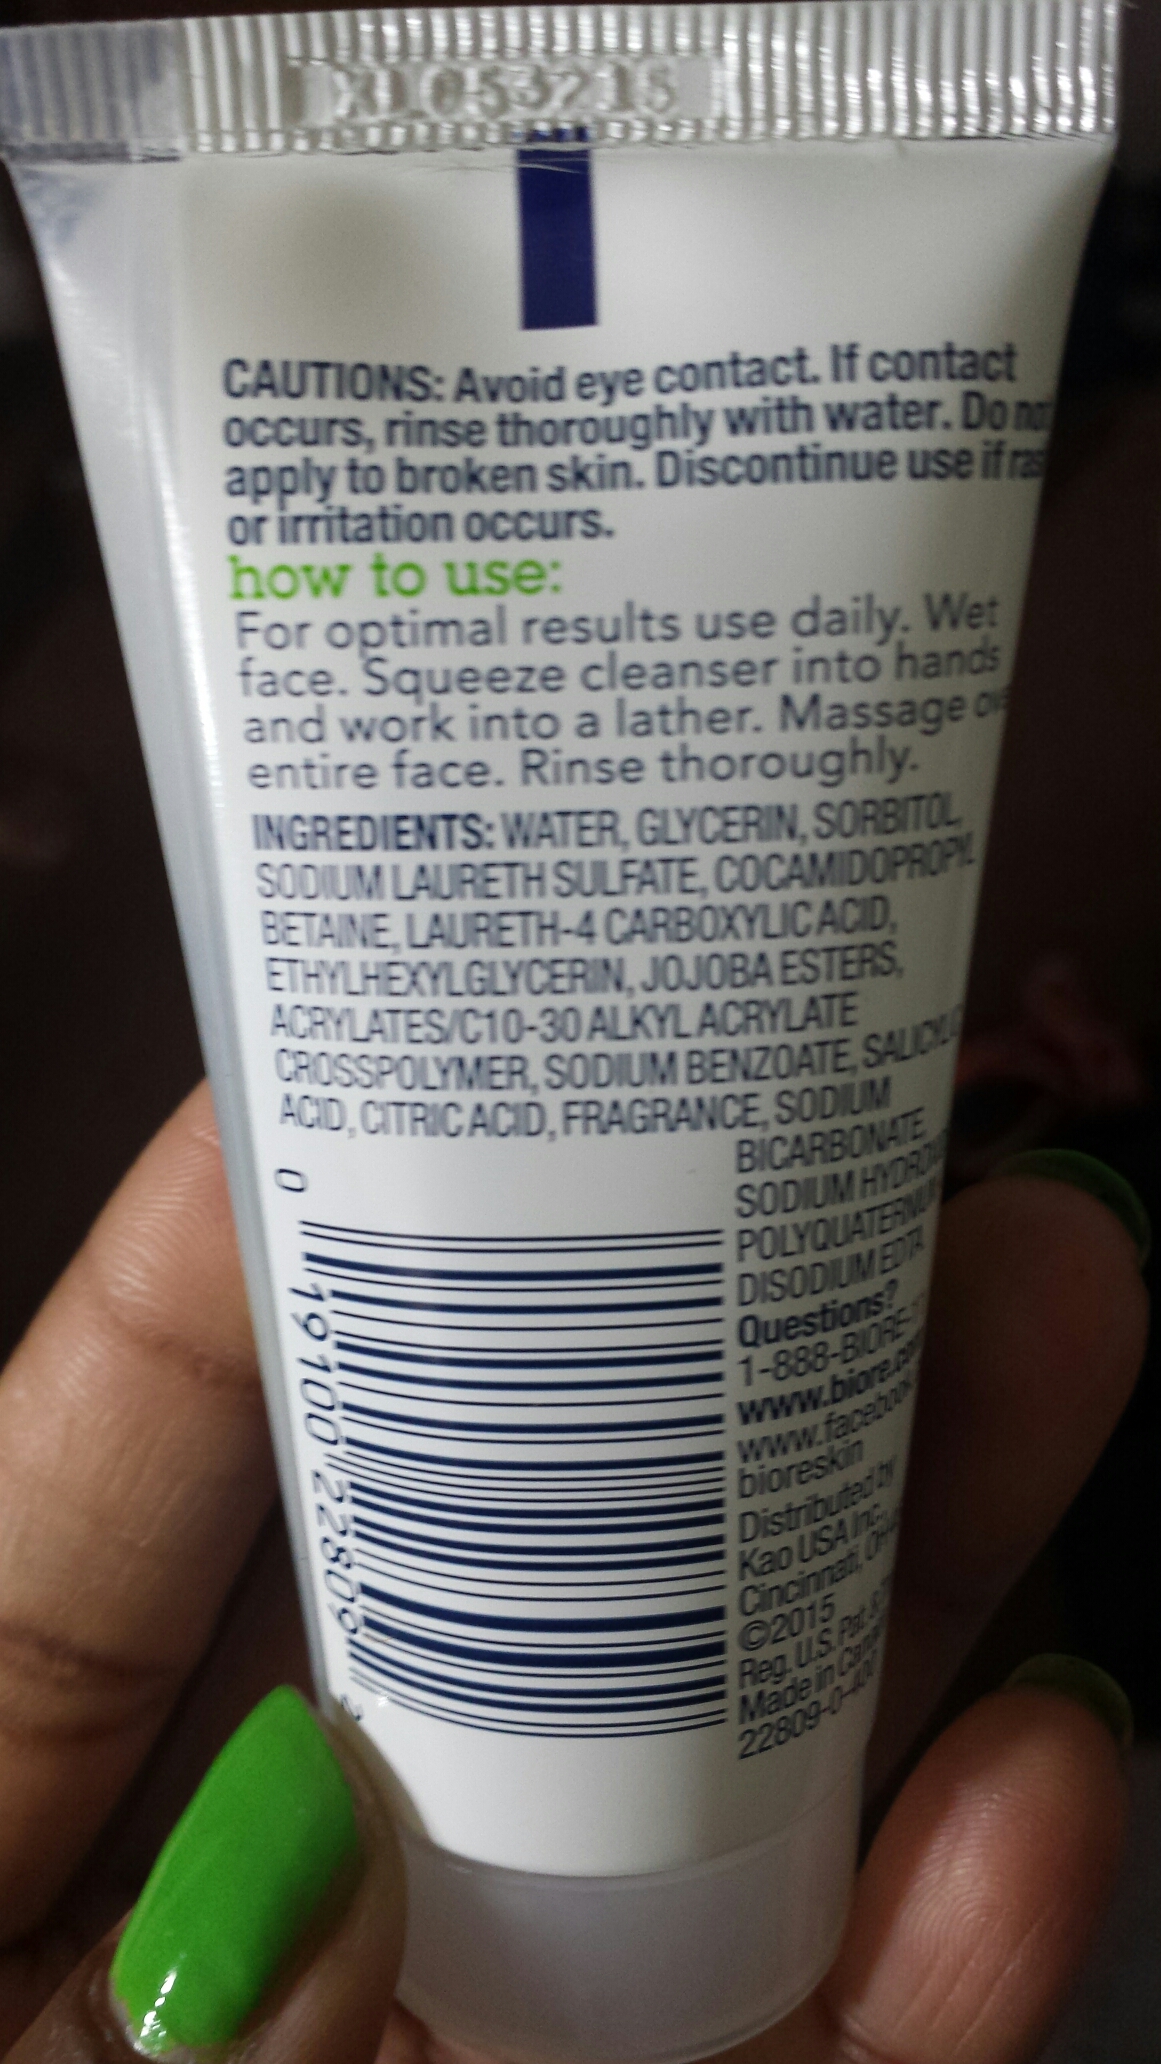 CAUTIONS: Avoid eye contact. If contact
occurs, rinse thoroughly with water. Do
apply to broken skin. Discontinue use if
or irritation occurs.
how to use:
For optimal results use daily. Wet
face. Squeeze cleanser into hands
and work into a lather. Massage
entire face. Rinse thoroughly.
INGREDIENTS: WATER, GLYCERIN, SORBITOL,
SODIUM LAURETH SULFATE, COCAMIDOPROPYL
BETAINE, LAURETH-4 CARBOXYLIC ACID,
ETHYLHEXYLGLYCERIN, JOJOBA ESTERS,
ACRYLATES/C10-30 ALKYL ACRYLATE
CROSSPOLYMER, SODIUM BENZOATE,
ACID, CITRIC ACID, FRAGRANCE, SODIUM
BICARBONATE,
SODIUM
DISODIUM EDTA
Questions?
1-888-BIORE-
www.biore.
www.facebook
bioreskin
Distributed by
Kao USA Inc.
Cincinnati,
©2015
Reg. U.S. Pat.
Made in
22809-0-
0 19100 22809